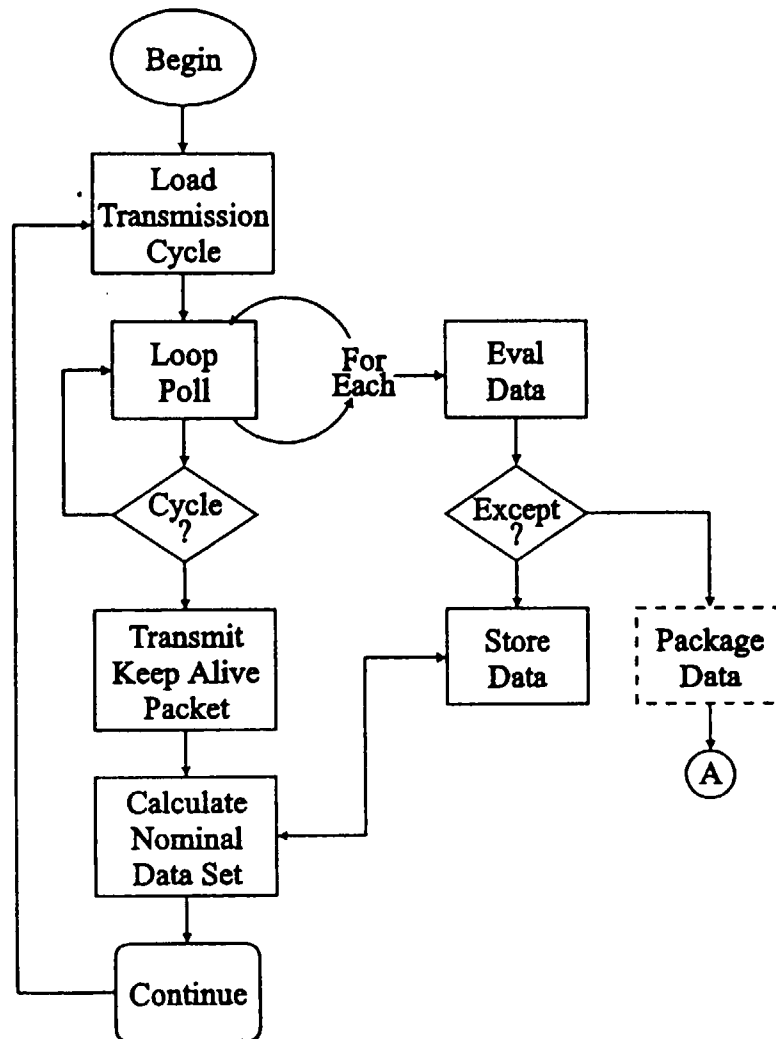 Begin
Load
Transmission
Cycle
Loop
Poll
For
Each
Eval
Data
Cycle
?
Except
?
Transmit
Keep Alive
Packet
Store
Data
Package
Data
A
Calculate
Nominal
Data Set
Continue